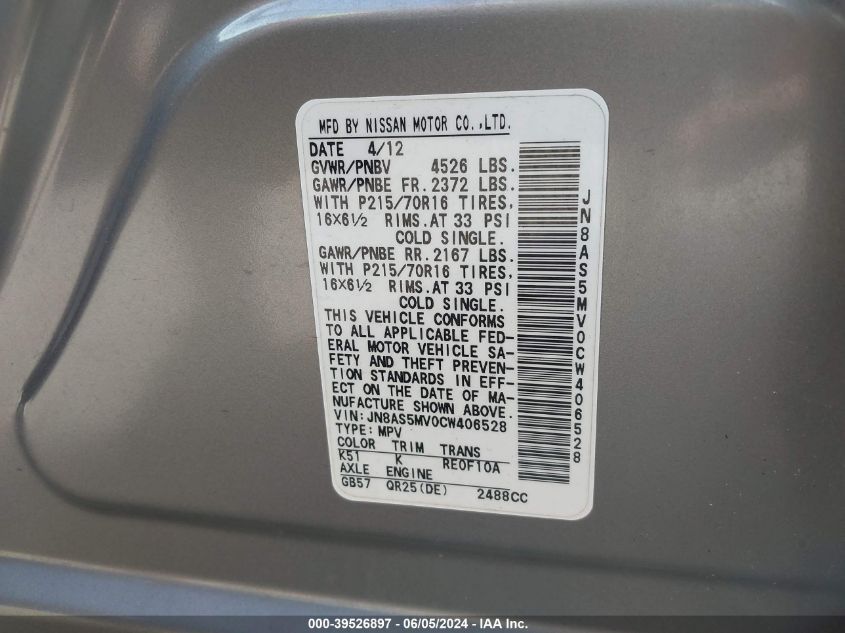 MFD BY NISSAN MOTOR CO.,LTD.
DATE 4/12
GVWR/PNBV 4526 LBS.
GAWR/PNBE FR.2372 LBS.
WITH P215/70R16 TIRES,
16X6½ RIMS.AT 33 PSI
COLD SINGLE.
GAWR/PNBE RR.2167 LBS.
WITH P215/70R16 TIRES,
16X6½ RIMS.AT 33 PSI
COLD SINGLE.
THIS VEHICLE CONFORMS
TO ALL APPLICABLE FED-
ERAL MOTOR VEHICLE SA-
FETY AND THEFT PREVEN-
TION STANDARDS IN EFF-
ECT ON THE DATE OF MA-
NUFACTURE SHOWN ABOVE.
VIN:JN8AS5MV0CW406528
TYPE:MPV
COLOR TRIM TRANS
K51 K RE0F10A
AXLE ENGINE
GB57 QR25(DE) 2488CC
JN8AS5MV0CW406528
000-39526897 - 06/05/2024 - IAA Inc.